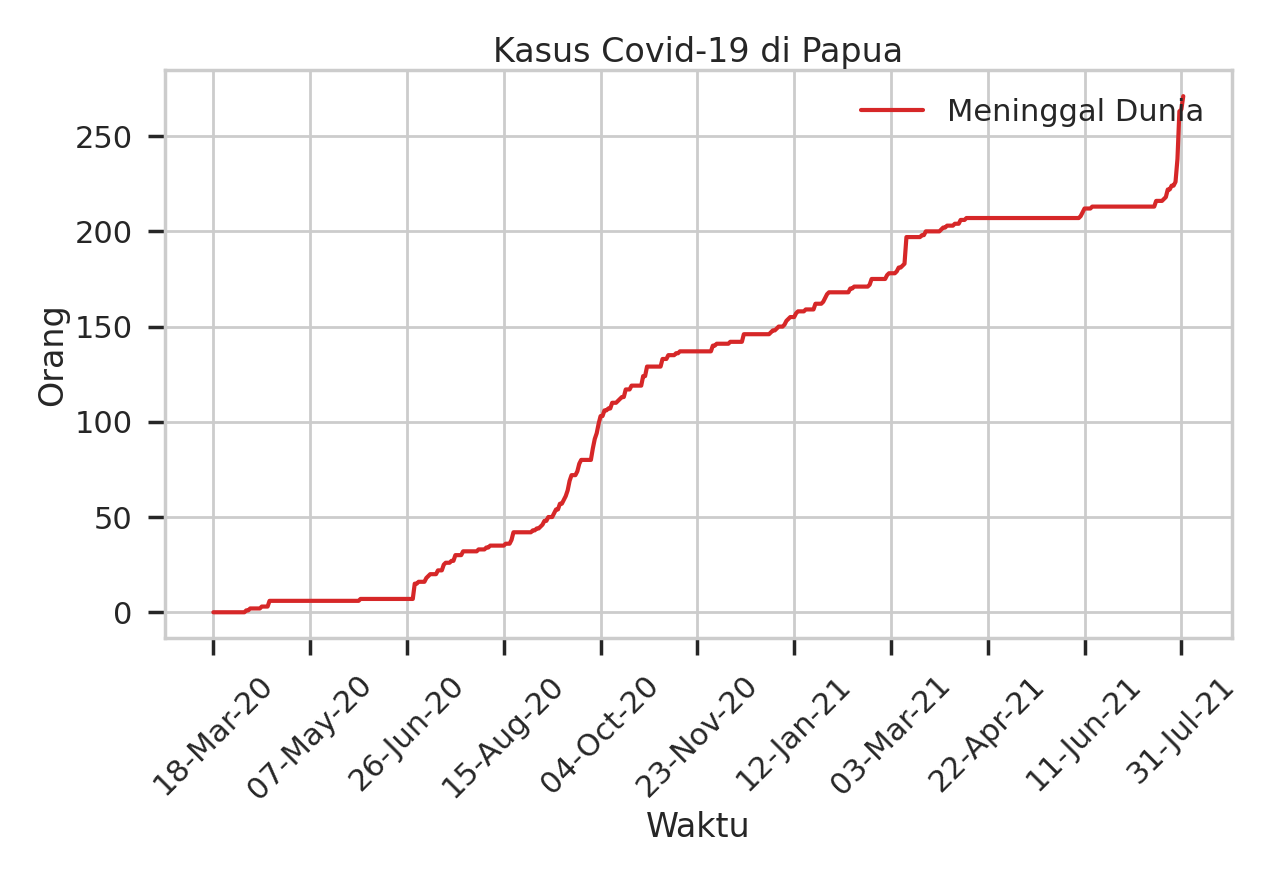 Kasus Covid-19 di Papua
Meninggal Dunia
Orang
250
200
150
100
50
0
18-Mar-20
07-May-20
26-Jun-20
15-Aug-20
04-Oct-20
23-Nov-20
12-Jan-21
03-Mar-21
22-Apr-21
11-Jun-21
31-Jul-21
Waktu